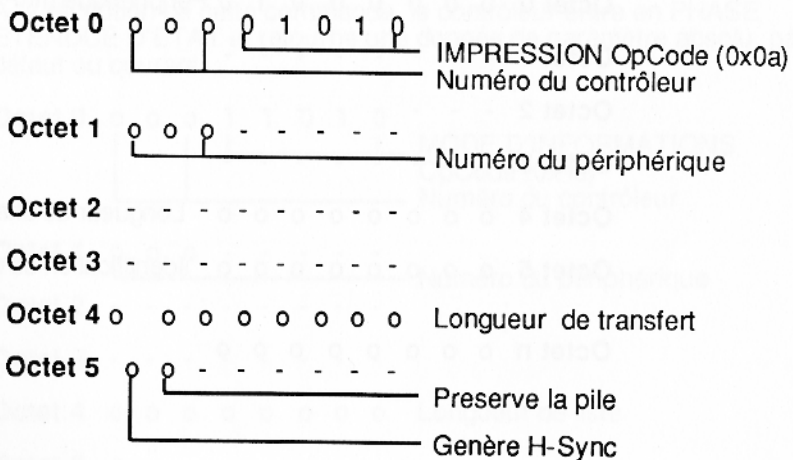 Octet 0 o o o 0 1 0 1 0
IMPRESSION OpCode (0x0a)
Numéro du contrôleur
Octet 1 o o o - - - - -
Numéro du périphérique
Octet 2 - - - - - - - -
Octet 3 - - - - - - - -
Octet 4 o o o o o o o o o Longueur de transfert
Octet 5 o o - - - - - -
Preserve la pile
Genère H-Sync